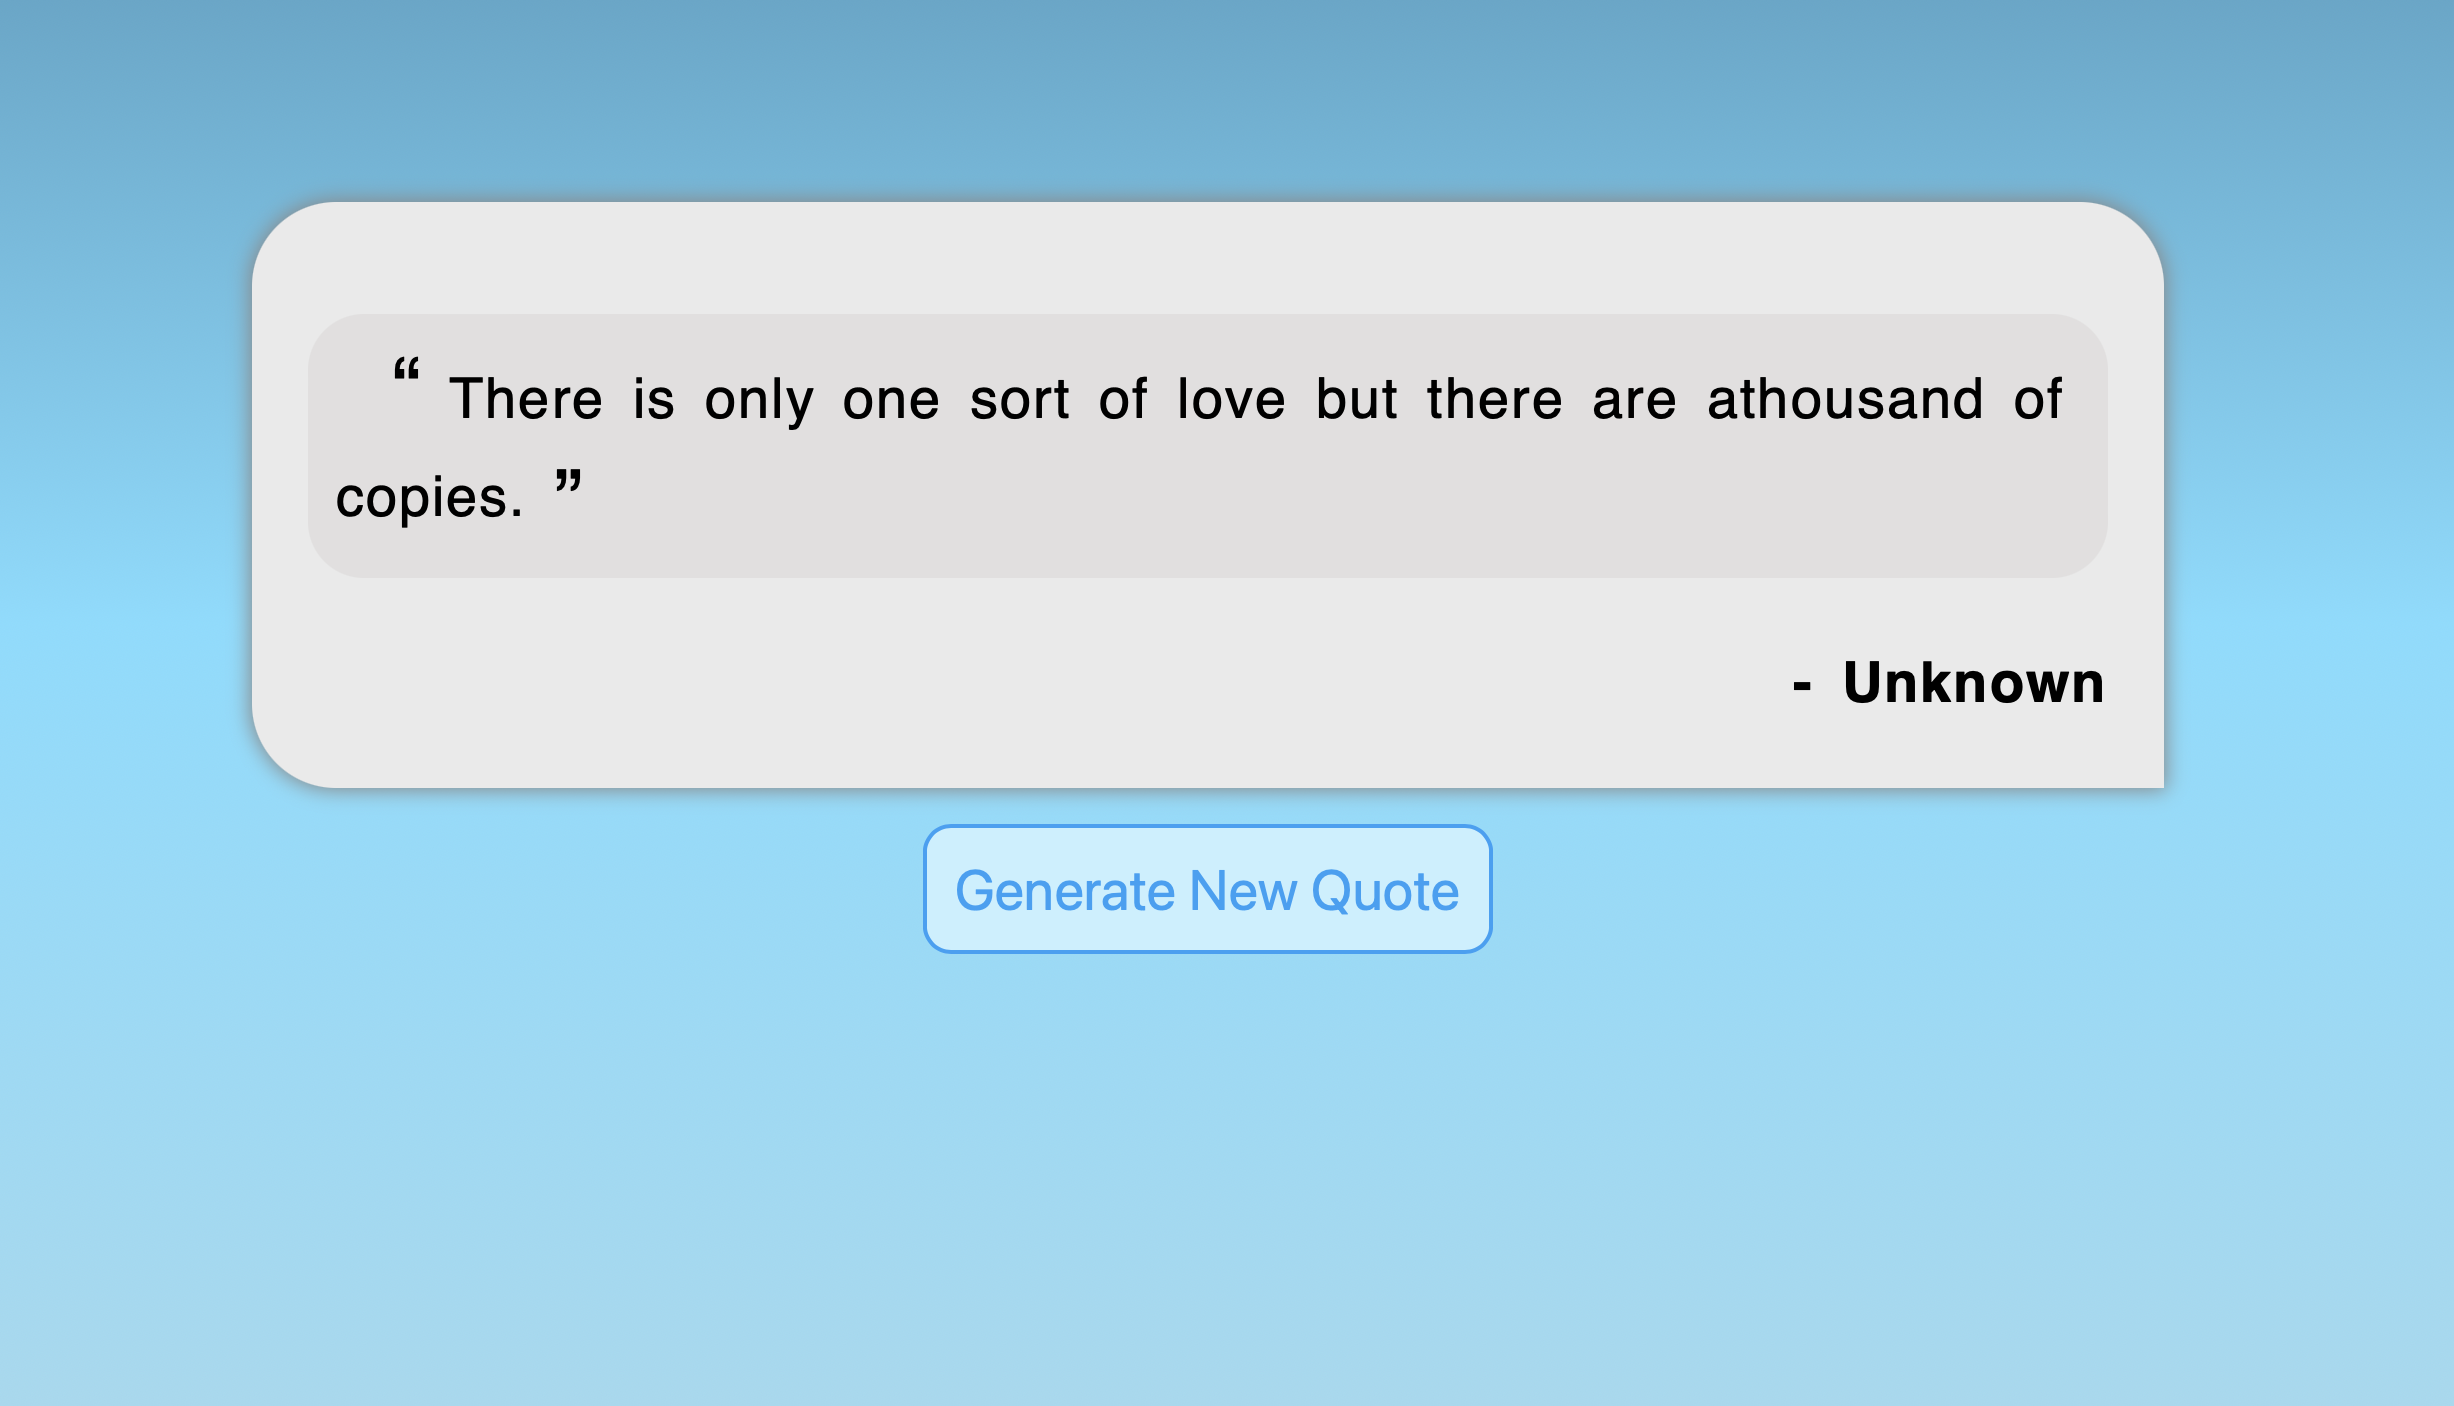 “ There is only one sort of love but there are athousand of
copies. ”
- Unknown
Generate New Quote